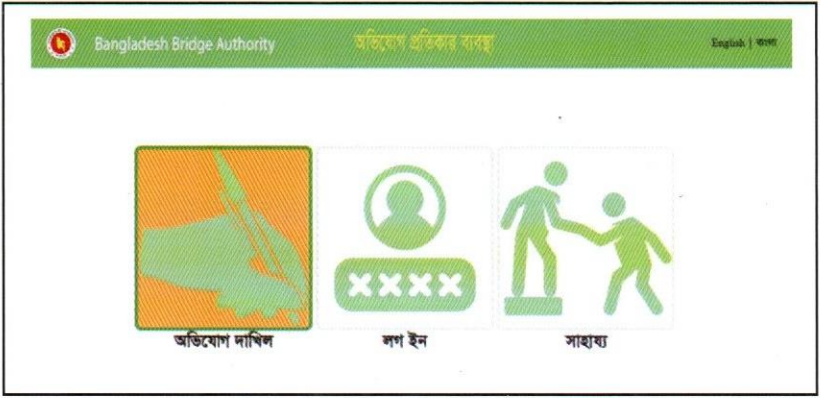 Bangladesh Bridge Authority অভিযোগ প্রতিকার ব্যবস্থা English | বাংলা
অভিযোগ দাখিল লগ ইন সাহায্য